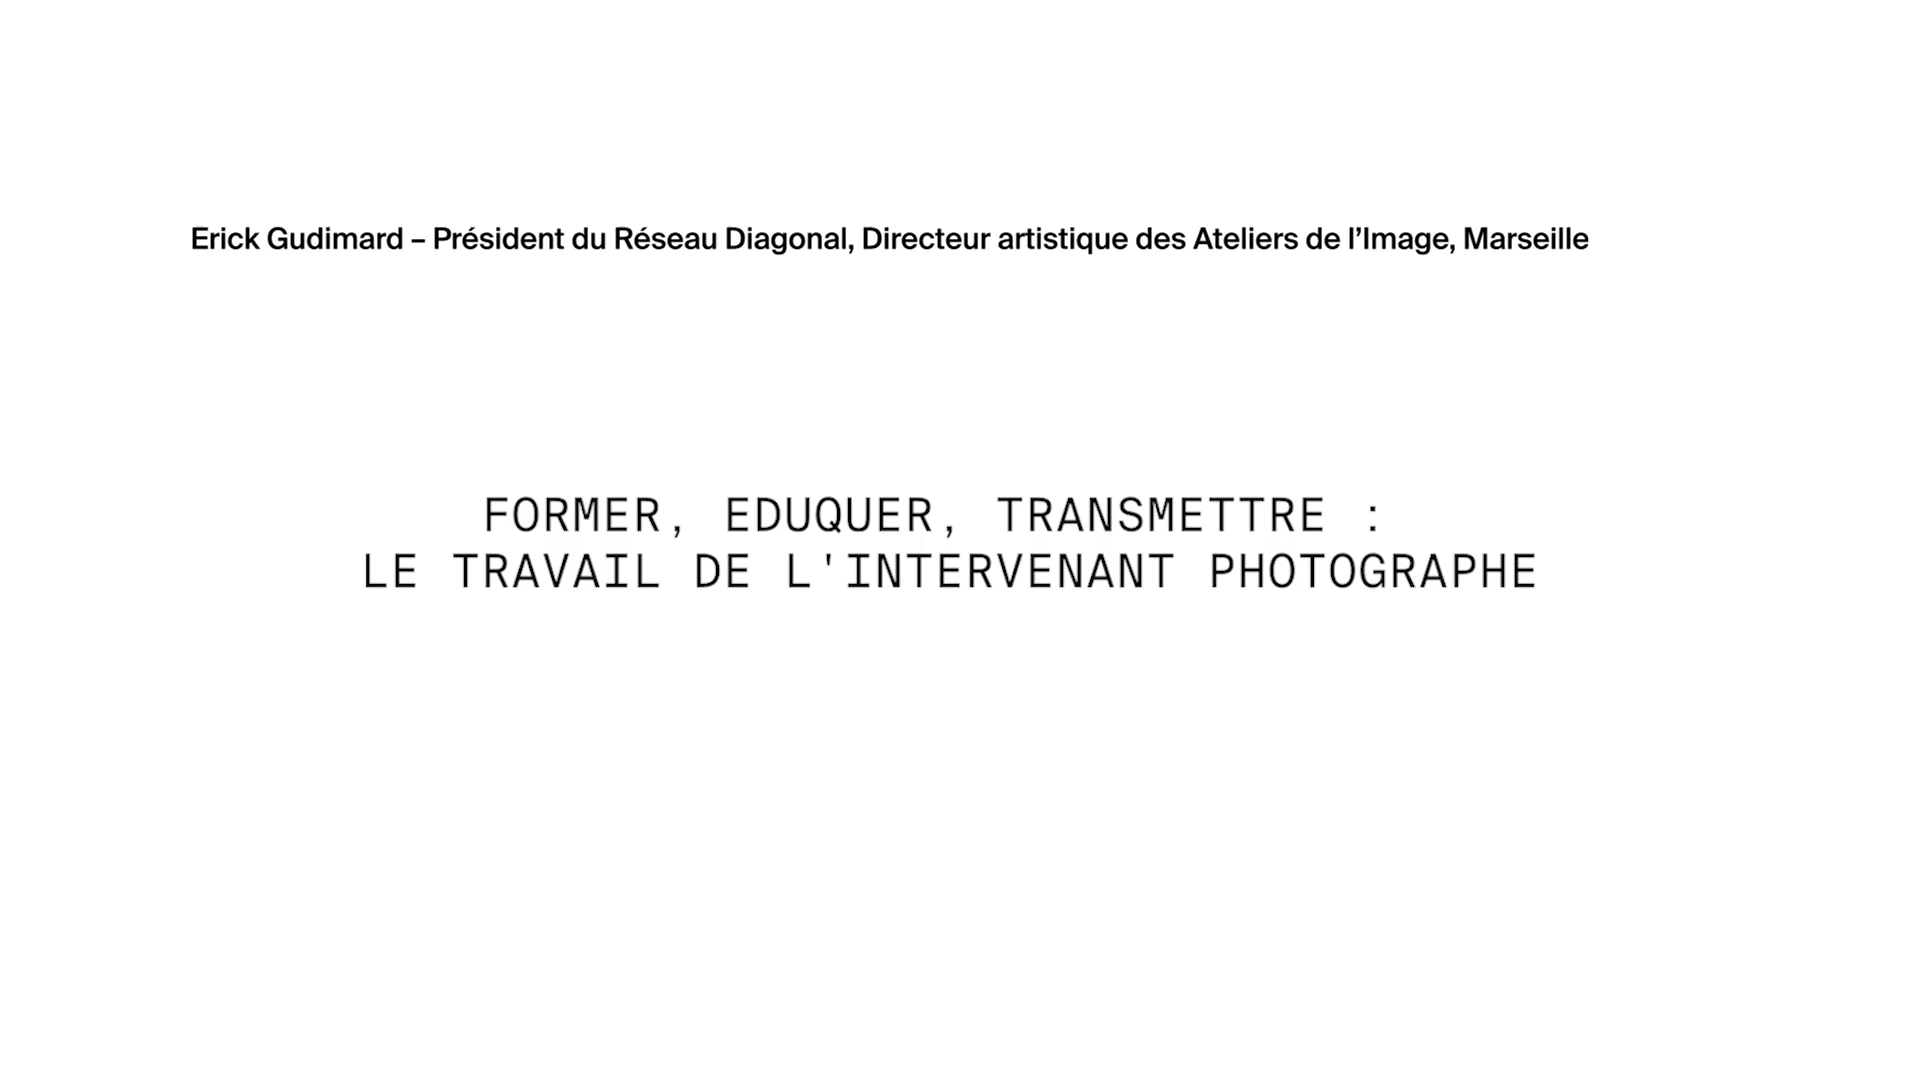 Erick Gudimard – Président du Réseau Diagonal, Directeur artistique des Ateliers de l’Image, Marseille
FORMER, EDUQUER, TRANSMETTRE :
LE TRAVAIL DE L'INTERVENANT PHOTOGRAPHE